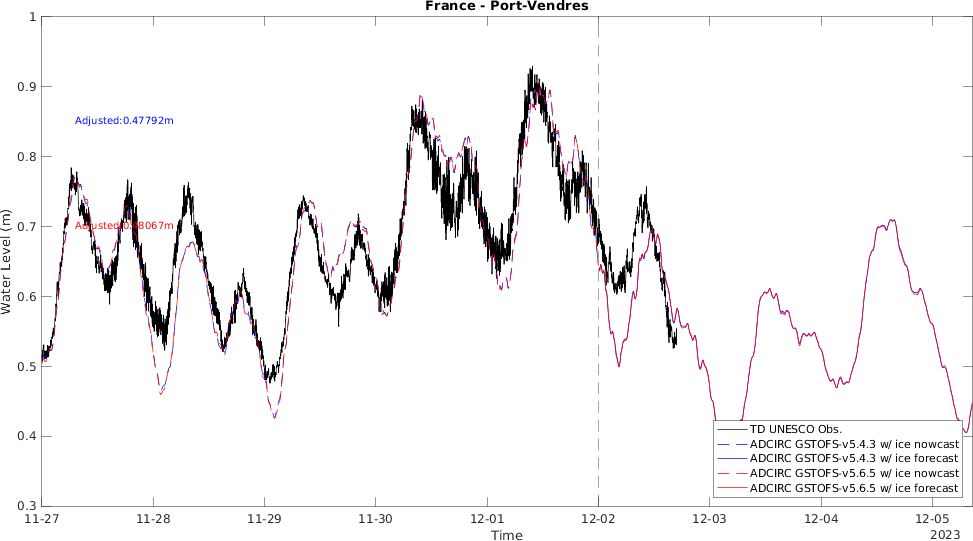 France - Port-Vendres
1
0.9
0.8
0.7
0.6
0.5
0.4
0.3
Water Level (m)
Adjusted:0.47792m
Adjusted:0.48067m
TD UNESCO Obs.
ADCIRC GSTOFS-v5.4.3 w/ ice nowcast
ADCIRC GSTOFS-v5.4.3 w/ ice forecast
ADCIRC GSTOFS-v5.6.5 w/ ice nowcast
ADCIRC GSTOFS-v5.6.5 w/ ice forecast
11-27 11-28 11-29 11-30 12-01 12-02 12-03 12-04 12-05
Time
2023